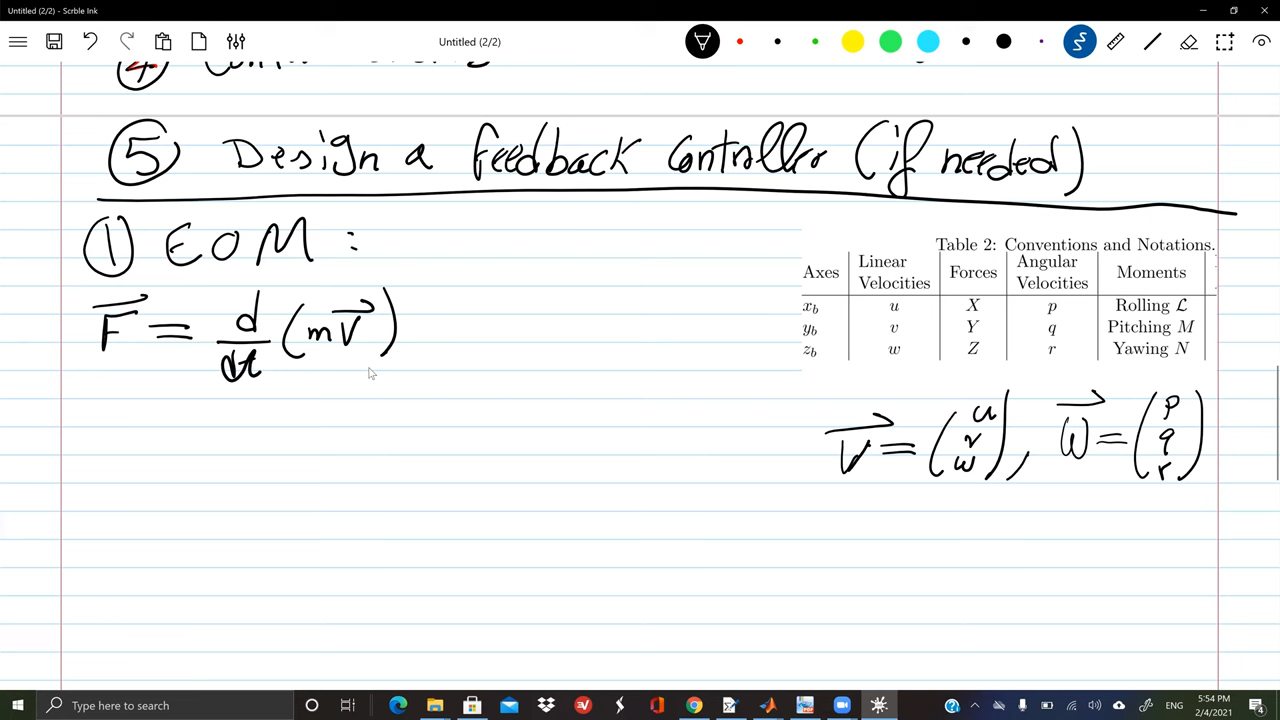 Untitled (2/2) - Scrble Ink
Untitled (2/2)
④
⑤ Design a feedback Controller (if needed)
① EOM :
Table 2: Conventions and Notations.
Axes | Linear Velocities | Forces | Angular Velocities | Moments
x_b | u | X | p | Rolling ℒ
y_b | v | Y | q | Pitching M
z_b | w | Z | r | Yawing N
F⃗ = d/dt (mV⃗)
V⃗ = (u v w), ω⃗ = (p q r)
Type here to search
ENG
5:54 PM
2/4/2021
4